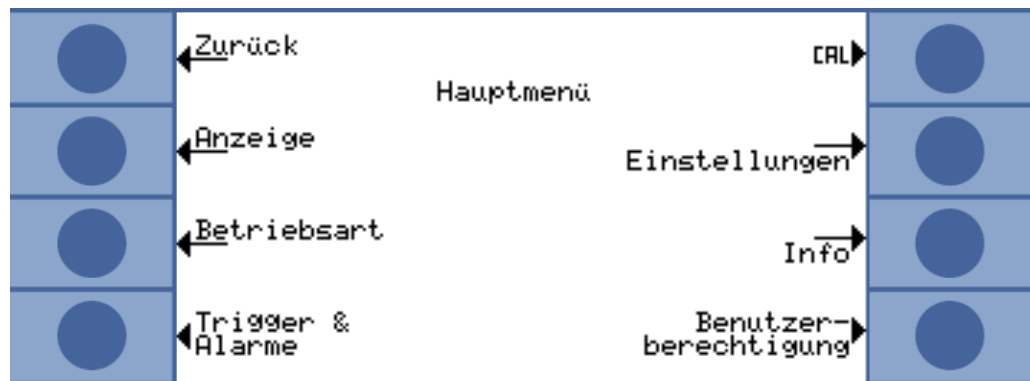 Zurück
CAL
Hauptmenü
Anzeige
Einstellungen
Betriebsart
Info
Trigger &
Alarme
Benutzer-
berechtigung